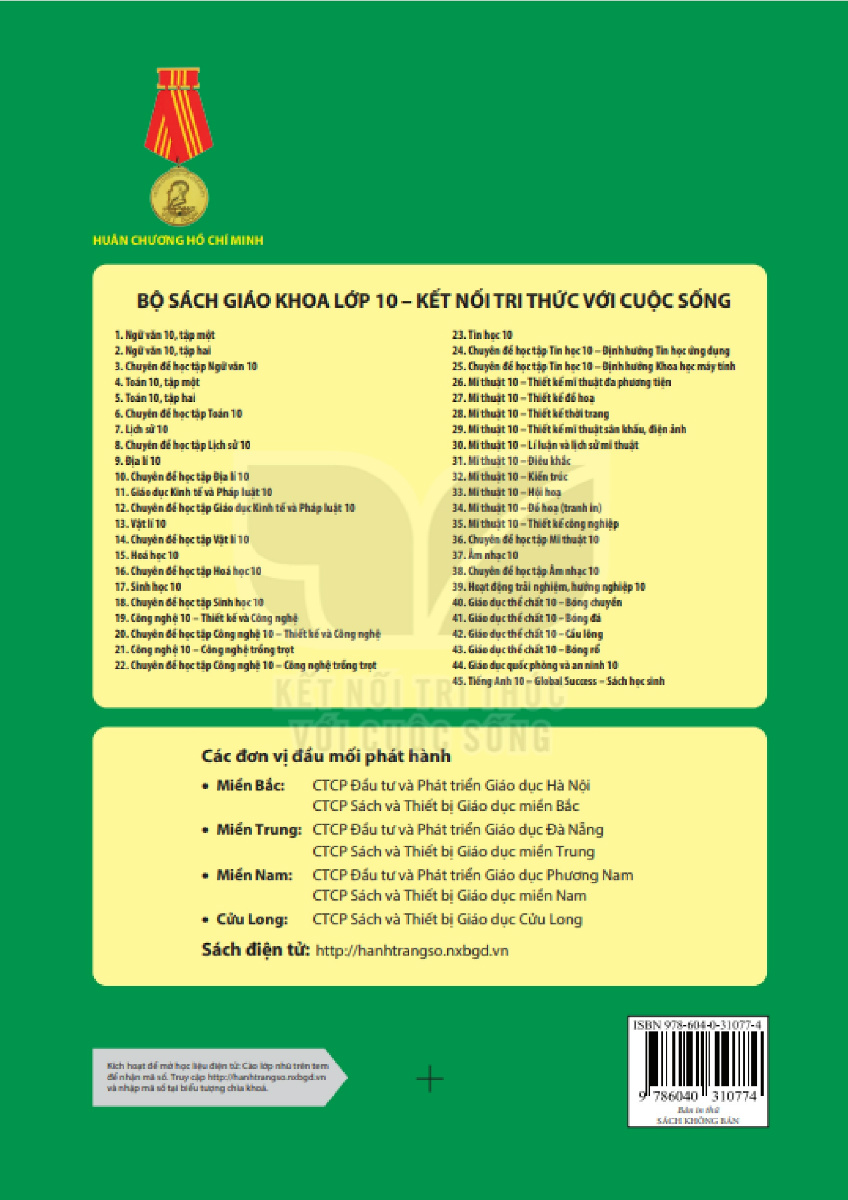 HUÂN CHƯƠNG HỒ CHÍ MINH
BỘ SÁCH GIÁO KHOA LỚP 10 – KẾT NỐI TRI THỨC VỚI CUỘC SỐNG
1. Ngữ văn 10, tập một
2. Ngữ văn 10, tập hai
3. Chuyên đề học tập Ngữ văn 10
4. Toán 10, tập một
5. Toán 10, tập hai
6. Chuyên đề học tập Toán 10
7. Lịch sử 10
8. Chuyên đề học tập Lịch sử 10
9. Địa lí 10
10. Chuyên đề học tập Địa lí 10
11. Giáo dục Kinh tế và Pháp luật 10
12. Chuyên đề học tập Giáo dục Kinh tế và Pháp luật 10
13. Vật lí 10
14. Chuyên đề học tập Vật lí 10
15. Hoá học 10
16. Chuyên đề học tập Hoá học 10
17. Sinh học 10
18. Chuyên đề học tập Sinh học 10
19. Công nghệ 10 – Thiết kế và Công nghệ
20. Chuyên đề học tập Công nghệ 10 – Thiết kế và Công nghệ
21. Công nghệ 10 – Công nghệ trồng trọt
22. Chuyên đề học tập Công nghệ 10 – Công nghệ trồng trọt
23. Tin học 10
24. Chuyên đề học tập Tin học 10 – Định hướng Tin học ứng dụng
25. Chuyên đề học tập Tin học 10 – Định hướng Khoa học máy tính
26. Mĩ thuật 10 – Thiết kế mĩ thuật đa phương tiện
27. Mĩ thuật 10 – Thiết kế đồ hoạ
28. Mĩ thuật 10 – Thiết kế thời trang
29. Mĩ thuật 10 – Thiết kế mĩ thuật sân khấu, điện ảnh
30. Mĩ thuật 10 – Lí luận và lịch sử mĩ thuật
31. Mĩ thuật 10 – Điêu khắc
32. Mĩ thuật 10 – Kiến trúc
33. Mĩ thuật 10 – Hội hoạ
34. Mĩ thuật 10 – Đồ hoạ (tranh in)
35. Mĩ thuật 10 – Thiết kế công nghiệp
36. Chuyên đề học tập Mĩ thuật 10
37. Âm nhạc 10
38. Chuyên đề học tập Âm nhạc 10
39. Hoạt động trải nghiệm, hướng nghiệp 10
40. Giáo dục thể chất 10 – Bóng chuyền
41. Giáo dục thể chất 10 – Bóng đá
42. Giáo dục thể chất 10 – Cầu lông
43. Giáo dục thể chất 10 – Bóng rổ
44. Giáo dục quốc phòng và an ninh 10
45. Tiếng Anh 10 – Global Success – Sách học sinh
KẾT NỐI TRI THỨC
VỚI CUỘC SỐNG
Các đơn vị đầu mối phát hành
• Miền Bắc: CTCP Đầu tư và Phát triển Giáo dục Hà Nội
CTCP Sách và Thiết bị Giáo dục miền Bắc
• Miền Trung: CTCP Đầu tư và Phát triển Giáo dục Đà Nẵng
CTCP Sách và Thiết bị Giáo dục miền Trung
• Miền Nam: CTCP Đầu tư và Phát triển Giáo dục Phương Nam
CTCP Sách và Thiết bị Giáo dục miền Nam
• Cửu Long: CTCP Sách và Thiết bị Giáo dục Cửu Long
Sách điện tử: http://hanhtrangso.nxbgd.vn
Kích hoạt để mở học liệu điện tử: Cào lớp nhũ trên tem
để nhận mã số. Truy cập http://hanhtrangso.nxbgd.vn
và nhập mã số tại biểu tượng chìa khoá.
ISBN 978-604-0-31077-4
9 786040 310774
Bản in thử
SÁCH KHÔNG BÁN